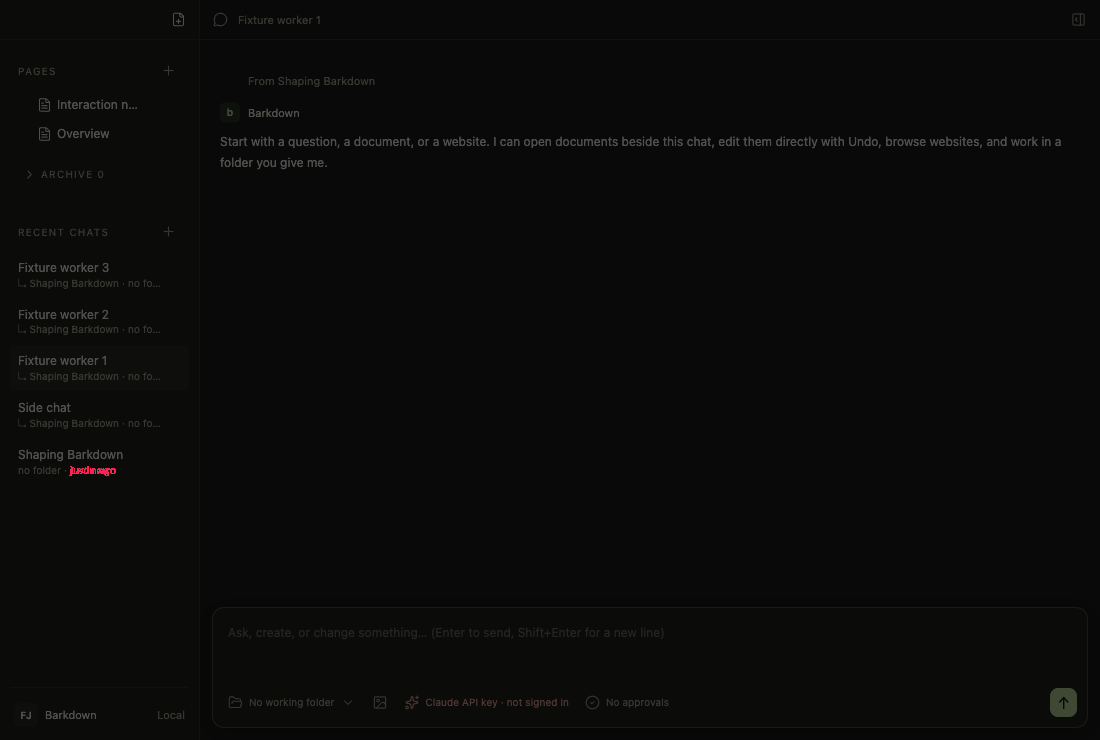 Fixture worker 1
PAGES
Interaction n...
Overview
ARCHIVE 0
RECENT CHATS
Fixture worker 3
Shaping Barkdown · no fo...
Fixture worker 2
Shaping Barkdown · no fo...
Fixture worker 1
Shaping Barkdown · no fo...
Side chat
Shaping Barkdown · no fo...
Shaping Barkdown
no folder ·
FJ Barkdown Local
From Shaping Barkdown
b Barkdown
Start with a question, a document, or a website. I can open documents beside this chat, edit them directly with Undo, browse websites, and work in a
folder you give me.
Ask, create, or change something... (Enter to send, Shift+Enter for a new line)
No working folder Claude API key · not signed in No approvals